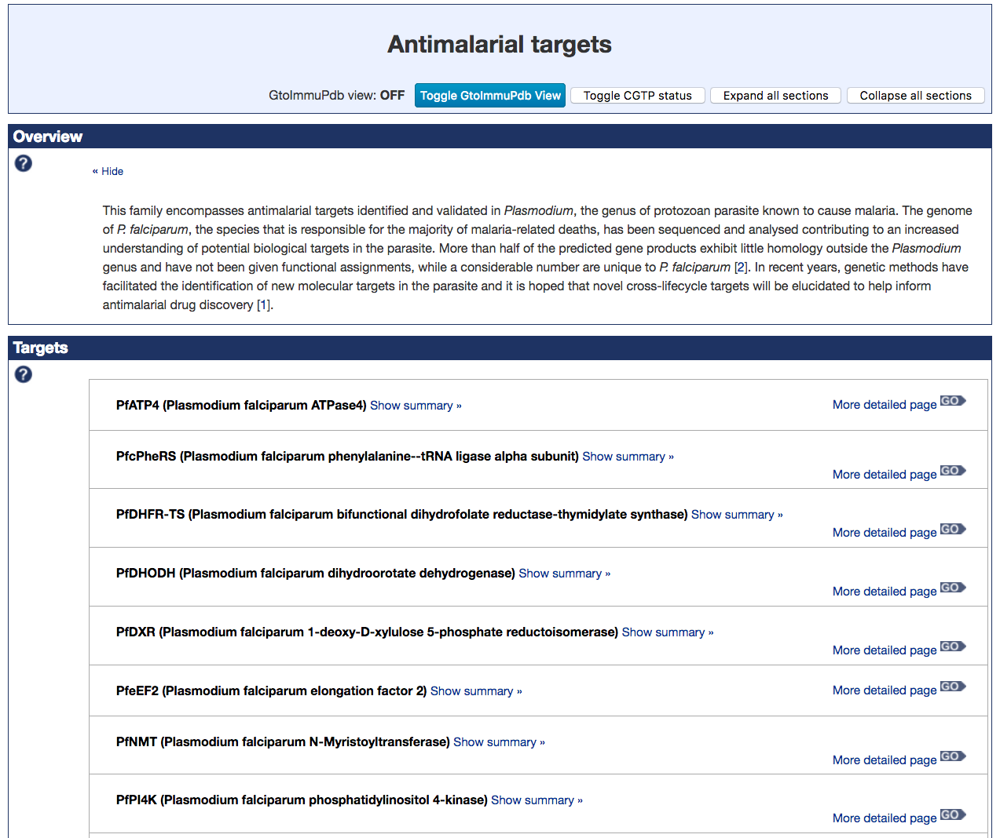 Antimalarial targets
GtoImmuPdb view: OFF Toggle GtoImmuPdb View Toggle CGTP status Expand all sections Collapse all sections
Overview
?
« Hide
This family encompasses antimalarial targets identified and validated in Plasmodium, the genus of protozoan parasite known to cause malaria. The genome
of P. falciparum, the species that is responsible for the majority of malaria-related deaths, has been sequenced and analysed contributing to an increased
understanding of potential biological targets in the parasite. More than half of the predicted gene products exhibit little homology outside the Plasmodium
genus and have not been given functional assignments, while a considerable number are unique to P. falciparum [2]. In recent years, genetic methods have
facilitated the identification of new molecular targets in the parasite and it is hoped that novel cross-lifecycle targets will be elucidated to help inform
antimalarial drug discovery [1].
Targets
?
PfATP4 (Plasmodium falciparum ATPase4) Show summary » More detailed page GO
PfcPheRS (Plasmodium falciparum phenylalanine--tRNA ligase alpha subunit) Show summary »
More detailed page GO
PfDHFR-TS (Plasmodium falciparum bifunctional dihydrofolate reductase-thymidylate synthase) Show summary »
More detailed page GO
PfDHODH (Plasmodium falciparum dihydroorotate dehydrogenase) Show summary »
More detailed page GO
PfDXR (Plasmodium falciparum 1-deoxy-D-xylulose 5-phosphate reductoisomerase) Show summary »
More detailed page GO
PfeEF2 (Plasmodium falciparum elongation factor 2) Show summary » More detailed page GO
PfNMT (Plasmodium falciparum N-Myristoyltransferase) Show summary »
More detailed page GO
PfPI4K (Plasmodium falciparum phosphatidylinositol 4-kinase) Show summary »
More detailed page GO